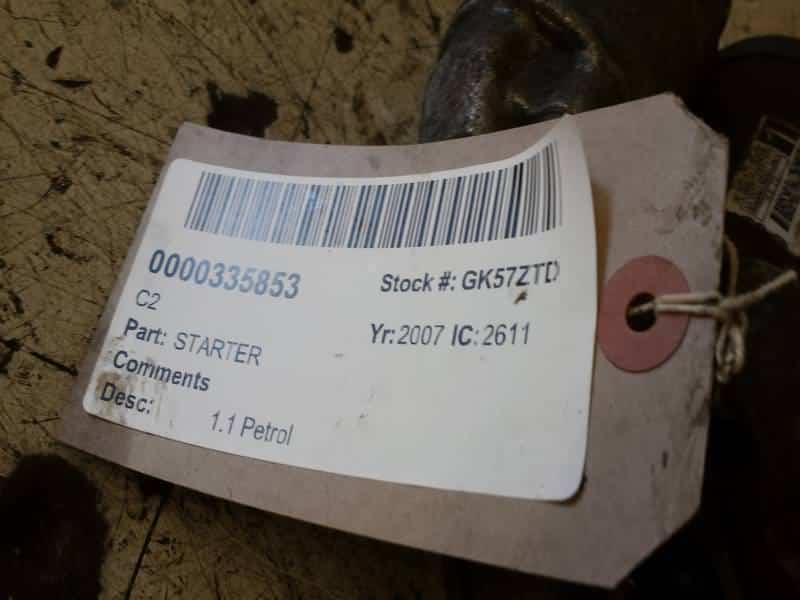 0000335853
Stock #: GK57ZTD
C2
Yr: 2007 IC: 2611
Part: STARTER
Comments
Desc: 1.1 Petrol